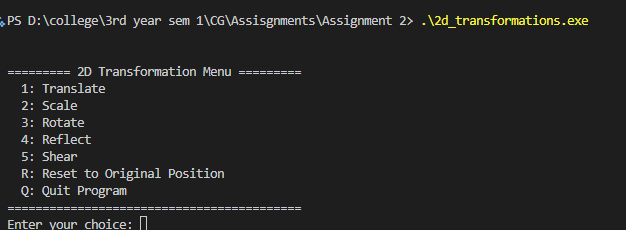 PS D:\college\3rd year sem 1\CG\Assisgnments\Assignment 2> .\2d_transformations.exe
========= 2D Transformation Menu =========
1: Translate
2: Scale
3: Rotate
4: Reflect
5: Shear
R: Reset to Original Position
Q: Quit Program
==========================================
Enter your choice: